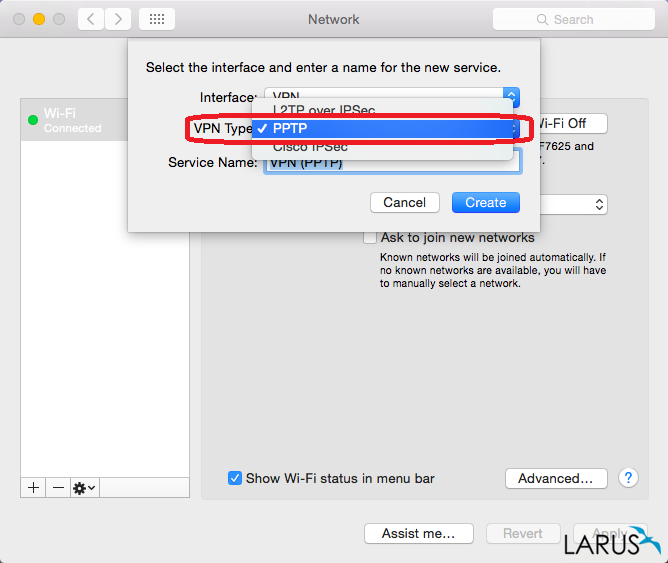 Network
Search
Select the interface and enter a name for the new service.
Interface: VPN
L2TP over IPSec
VPN Type PPTP
Cisco IPSec
Service Name: VPN (PPTP)
Cancel
Create
Wi-Fi
Connected
Wi-Fi Off
F7625 and
Ask to join new networks
Known networks will be joined automatically. If
no known networks are available, you will have
to manually select a network.
Show Wi-Fi status in menu bar
Advanced...
?
Assist me...
Revert
Apply
LARUS